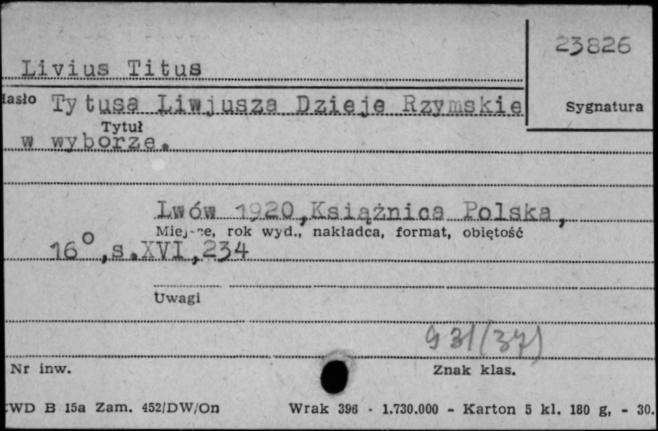 23826
Livius Titus
Hasło Tytusa Liwjusza Dzieje Rzymskie
Sygnatura
Tytuł
w wyborze.
Lwów 1920, Książnica Polska,
Miejsce, rok wyd., nakładca, format, objętość
16°, s.XVI, 234
Uwagi
931(37)
Nr inw.
Znak klas.
CWD B 15a Zam. 452/DW/On Wrak 396 - 1.730.000 - Karton 5 kl. 180 g, - 30.